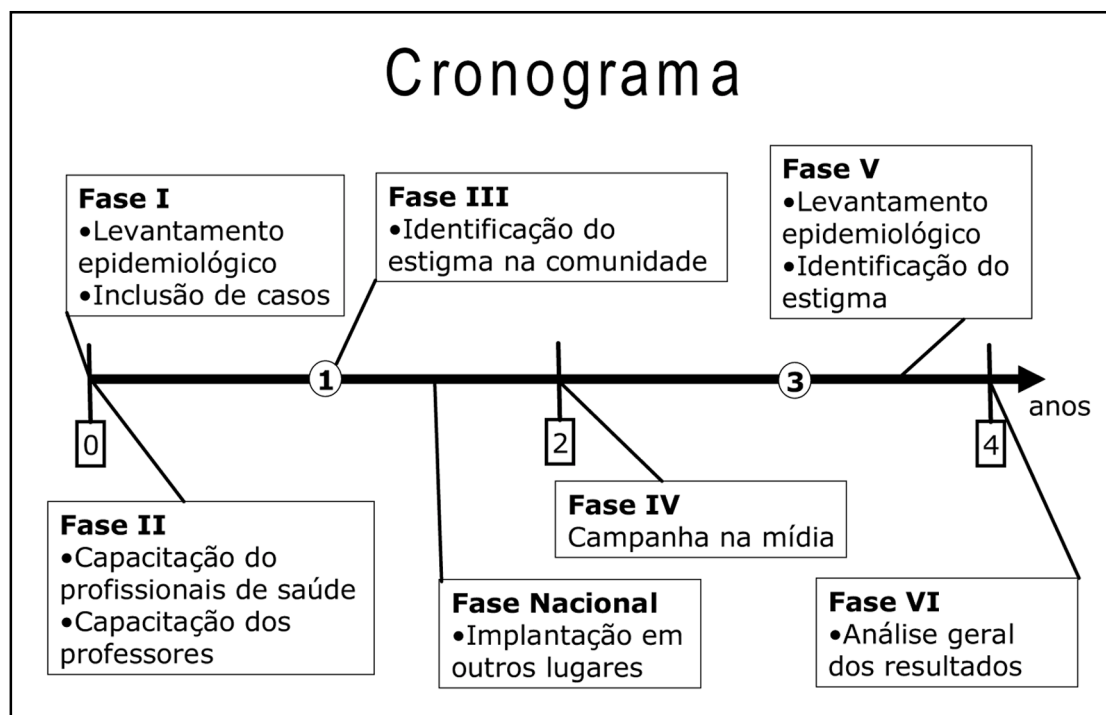 Cronograma
Fase I
•Levantamento
epidemiológico
•Inclusão de casos
Fase III
•Identificação do
estigma na comunidade
Fase V
•Levantamento
epidemiológico
•Identificação do
estigma
1
3
anos
0
2
4
Fase II
•Capacitação do
profissionais de saúde
•Capacitação dos
professores
Fase Nacional
•Implantação em
outros lugares
Fase IV
Campanha na mídia
Fase VI
•Análise geral
dos resultados